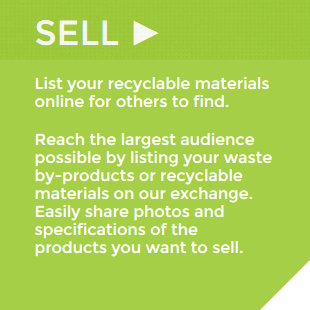 SELL
List your recyclable materials
online for others to find.
Reach the largest audience
possible by listing your waste
by-products or recyclable
materials on our exchange.
Easily share photos and
specifications of the
products you want to sell.